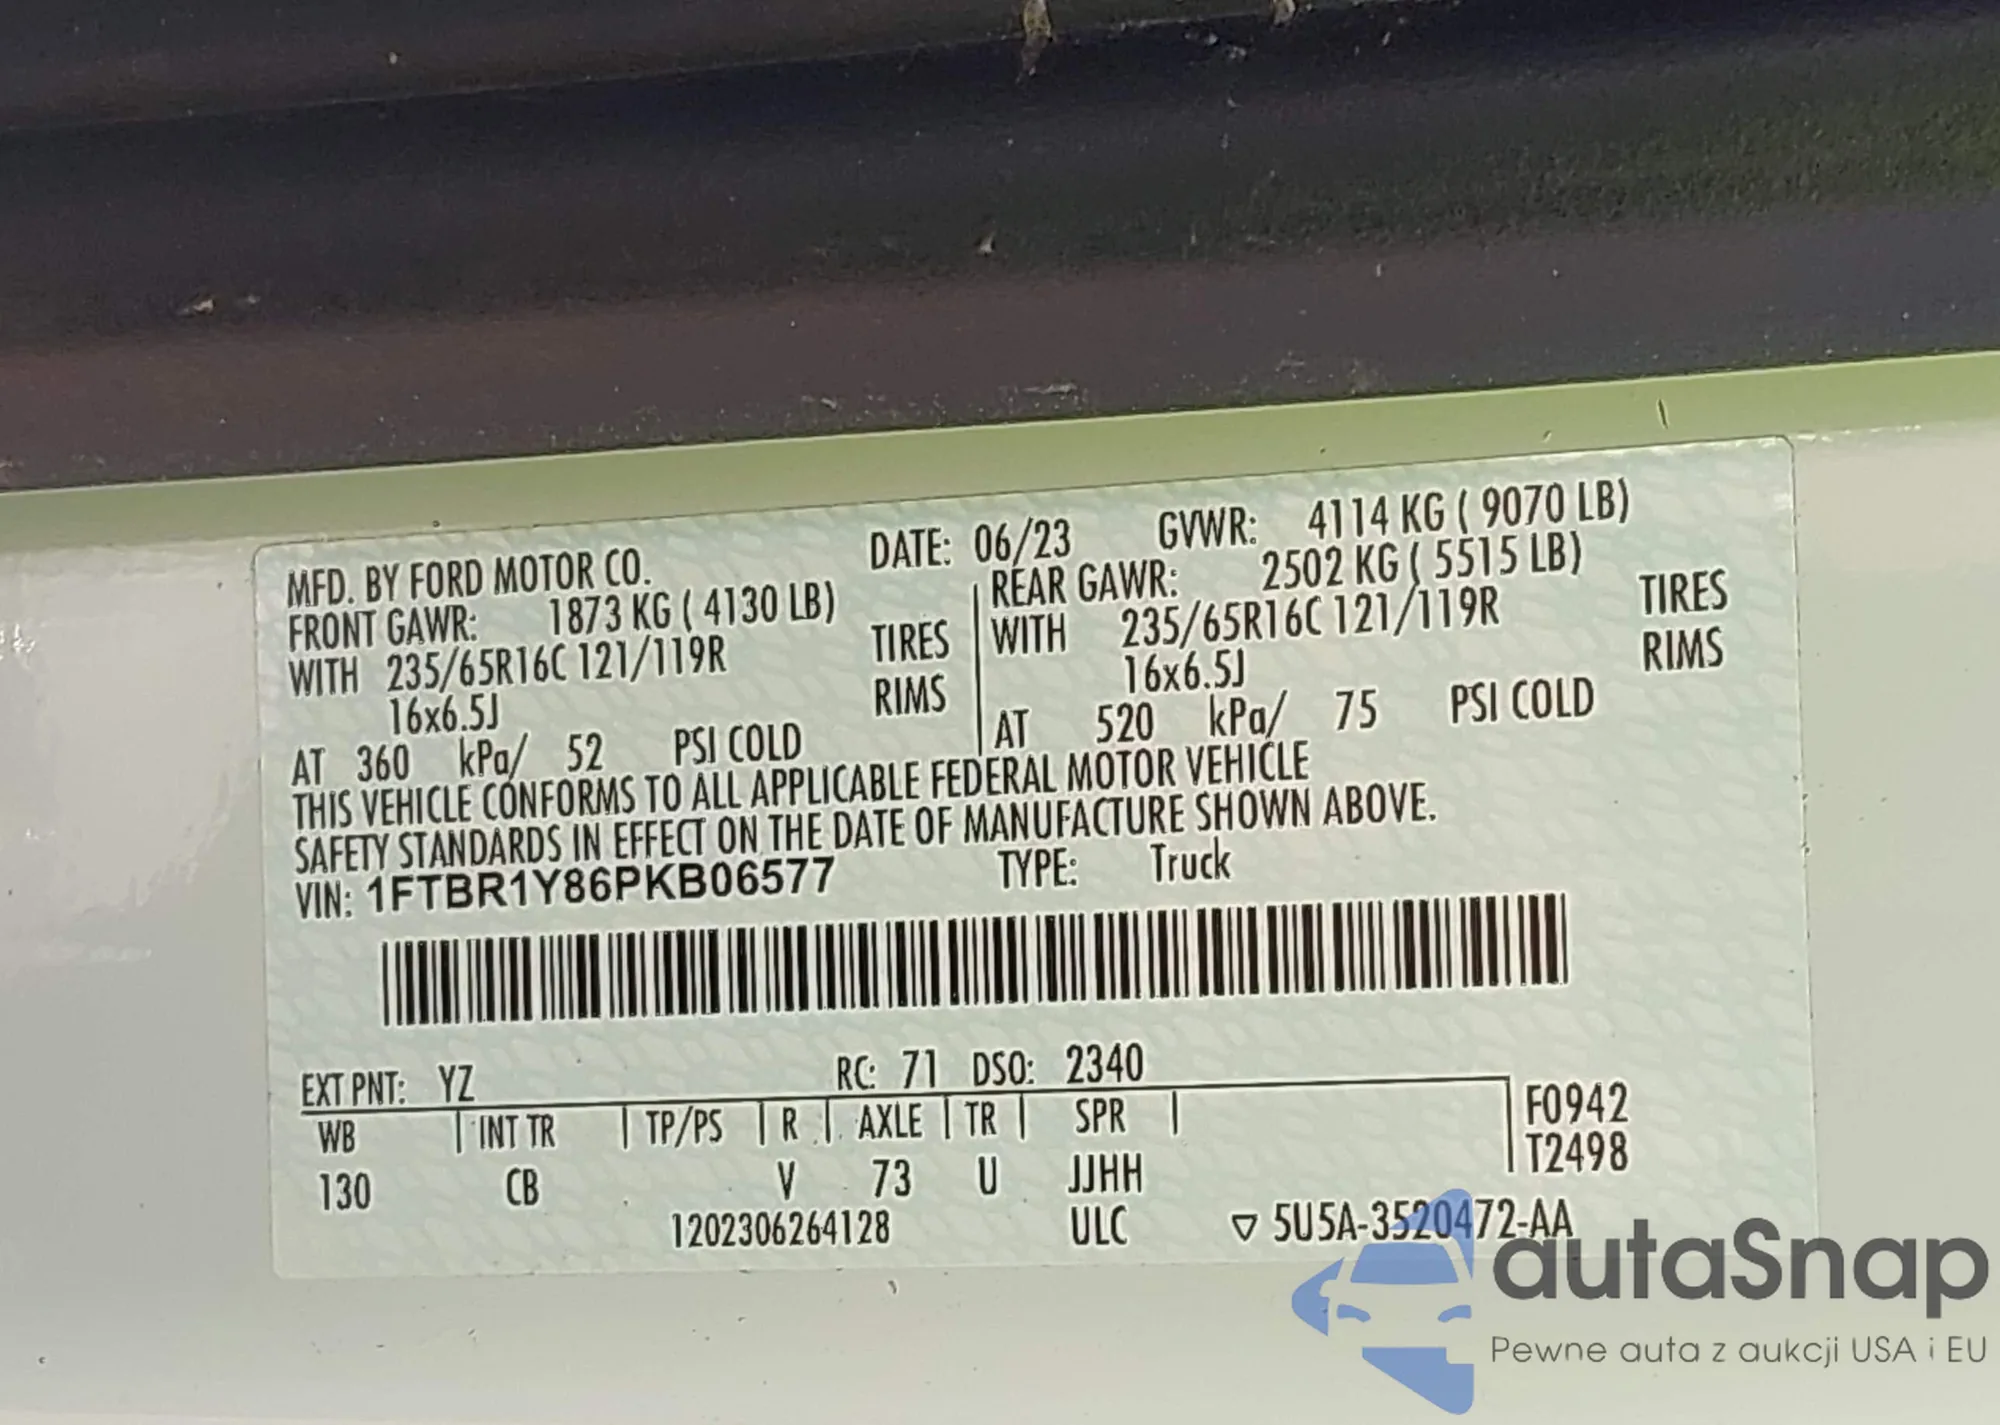 MFD. BY FORD MOTOR CO. DATE: 06/23 GVWR: 4114 KG ( 9070 LB)
FRONT GAWR: 1873 KG ( 4130 LB) REAR GAWR: 2502 KG ( 5515 LB)
WITH 235/65R16C 121/119R TIRES WITH 235/65R16C 121/119R TIRES
16x6.5J RIMS 16x6.5J RIMS
AT 360 kPa/ 52 PSI COLD AT 520 kPa/ 75 PSI COLD
THIS VEHICLE CONFORMS TO ALL APPLICABLE FEDERAL MOTOR VEHICLE
SAFETY STANDARDS IN EFFECT ON THE DATE OF MANUFACTURE SHOWN ABOVE.
VIN: 1FTBR1Y86PKB06577 TYPE: Truck
EXT PNT: YZ RC: 71 DSO: 2340
WB INT TR TP/PS R AXLE TR SPR F0942
T2498
130 CB V 73 U JJHH
1202306264128 ULC ▽ 5U5A-3520472-AA
autaSnap
Pewne auta z aukcji USA i EU